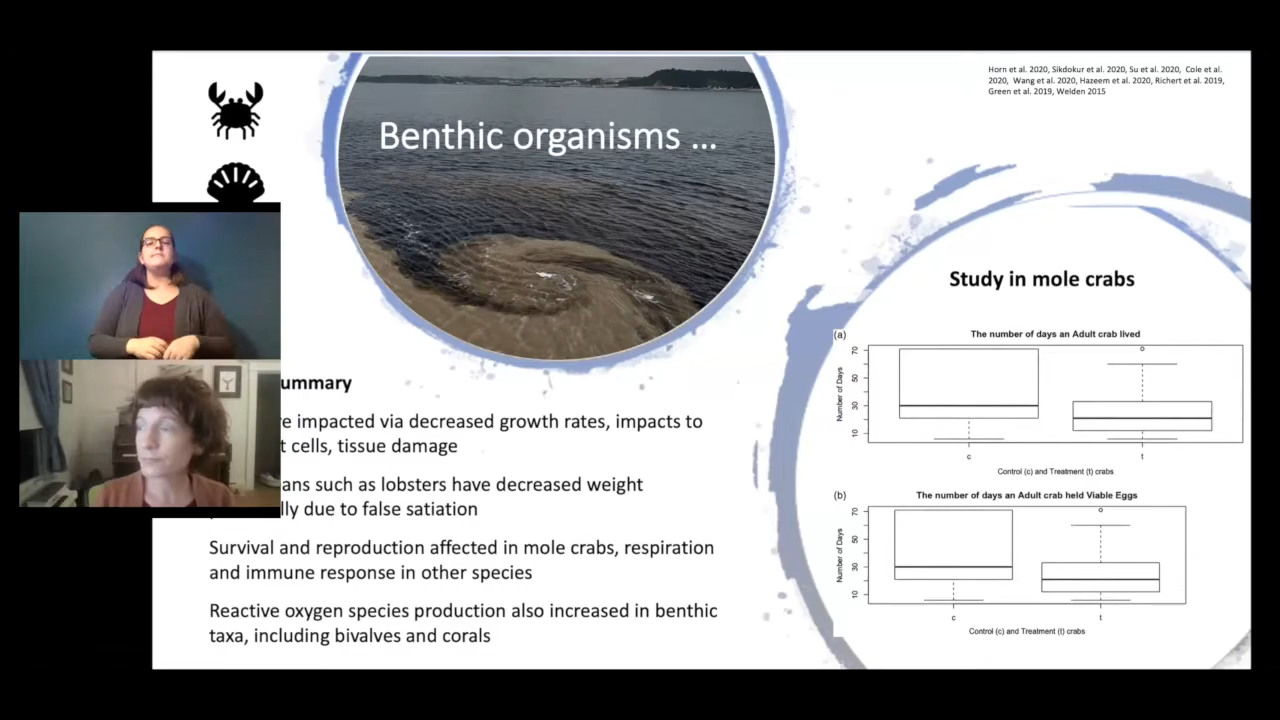 Horn et al. 2020, Sikdokur et al. 2020, Su et al. 2020, Cole et al.
2020, Wang et al. 2020, Hazeem et al. 2020, Richert et al. 2019,
Green et al. 2019, Welden 2015
Benthic organisms ...
ummary
e impacted via decreased growth rates, impacts to
t cells, tissue damage
ans such as lobsters have decreased weight
lly due to false satiation
Survival and reproduction affected in mole crabs, respiration
and immune response in other species
Reactive oxygen species production also increased in benthic
taxa, including bivalves and corals
Study in mole crabs
(a)
The number of days an Adult crab lived
Number of Days
70
50
30
10
c
t
Control (c) and Treatment (t) crabs
(b)
The number of days an Adult crab held Viable Eggs
Number of Days
70
50
30
10
c
t
Control (c) and Treatment (t) crabs